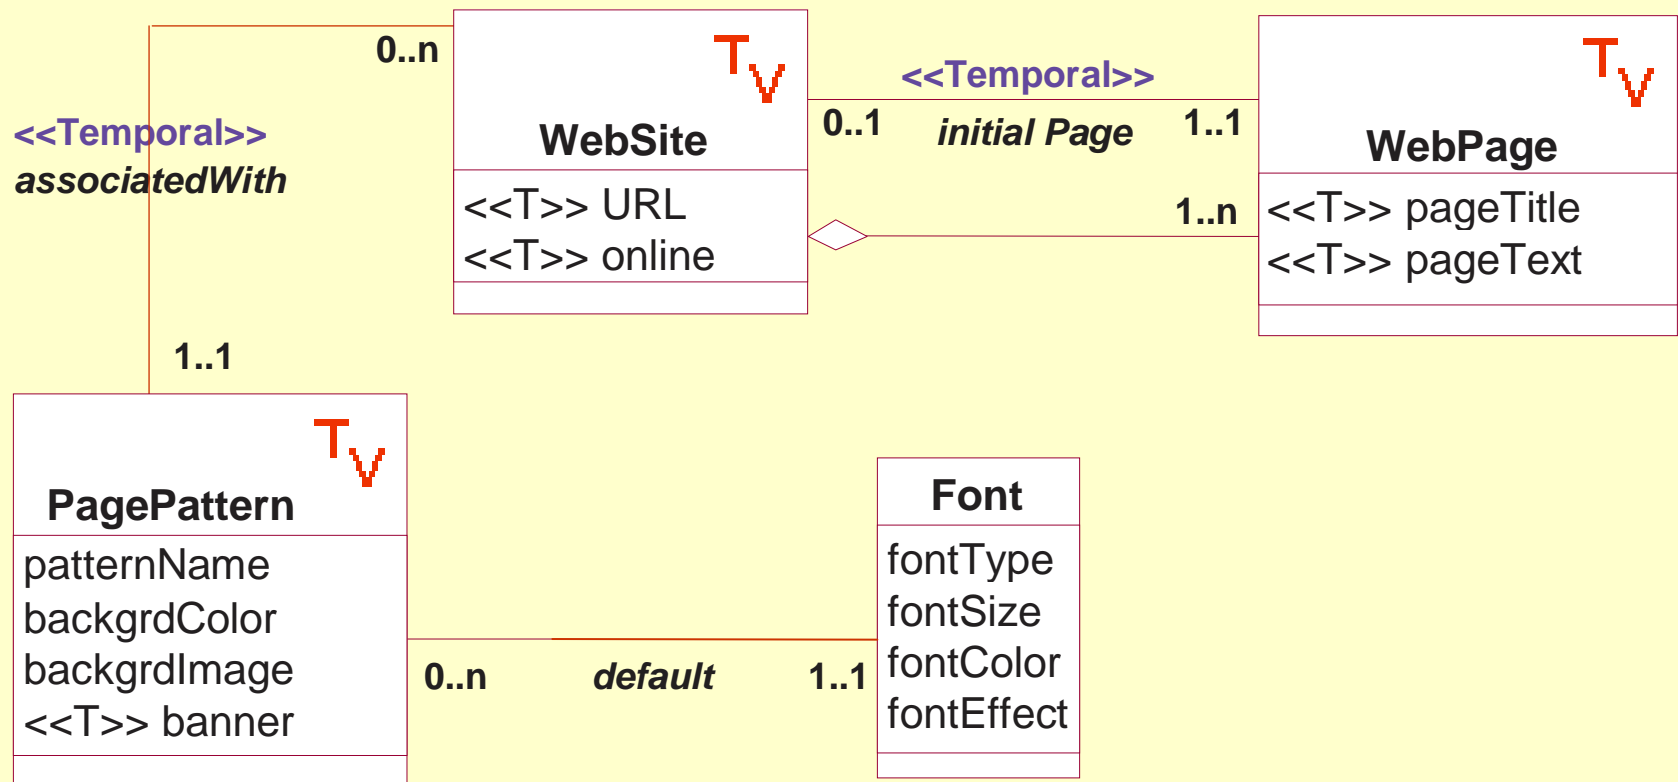 0..n
<<Temporal>>
associatedWith
1..1
T
V
WebSite
<<T>> URL
<<T>> online
<<Temporal>>
0..1
initial Page
1..1
1..n
T
V
WebPage
<<T>> pageTitle
<<T>> pageText
T
V
PagePattern
patternName
backgrdColor
backgrdImage
<<T>> banner
0..n
default
1..1
Font
fontType
fontSize
fontColor
fontEffect